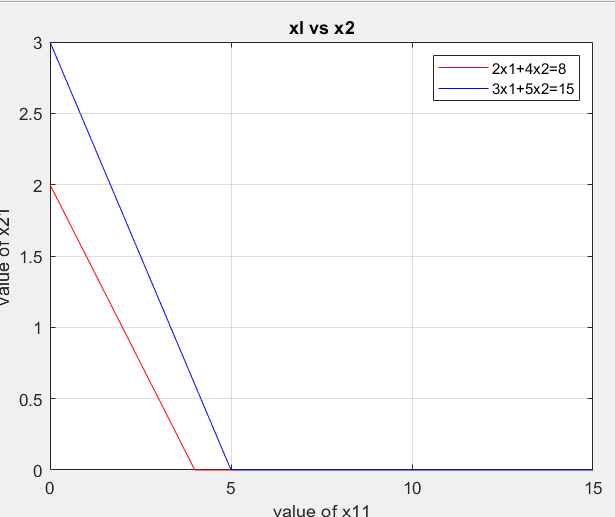 xl vs x2
3
2.5
2
1.5
1
0.5
0
0
5
10
15
2x1+4x2=8
3x1+5x2=15
value of x21
value of x11